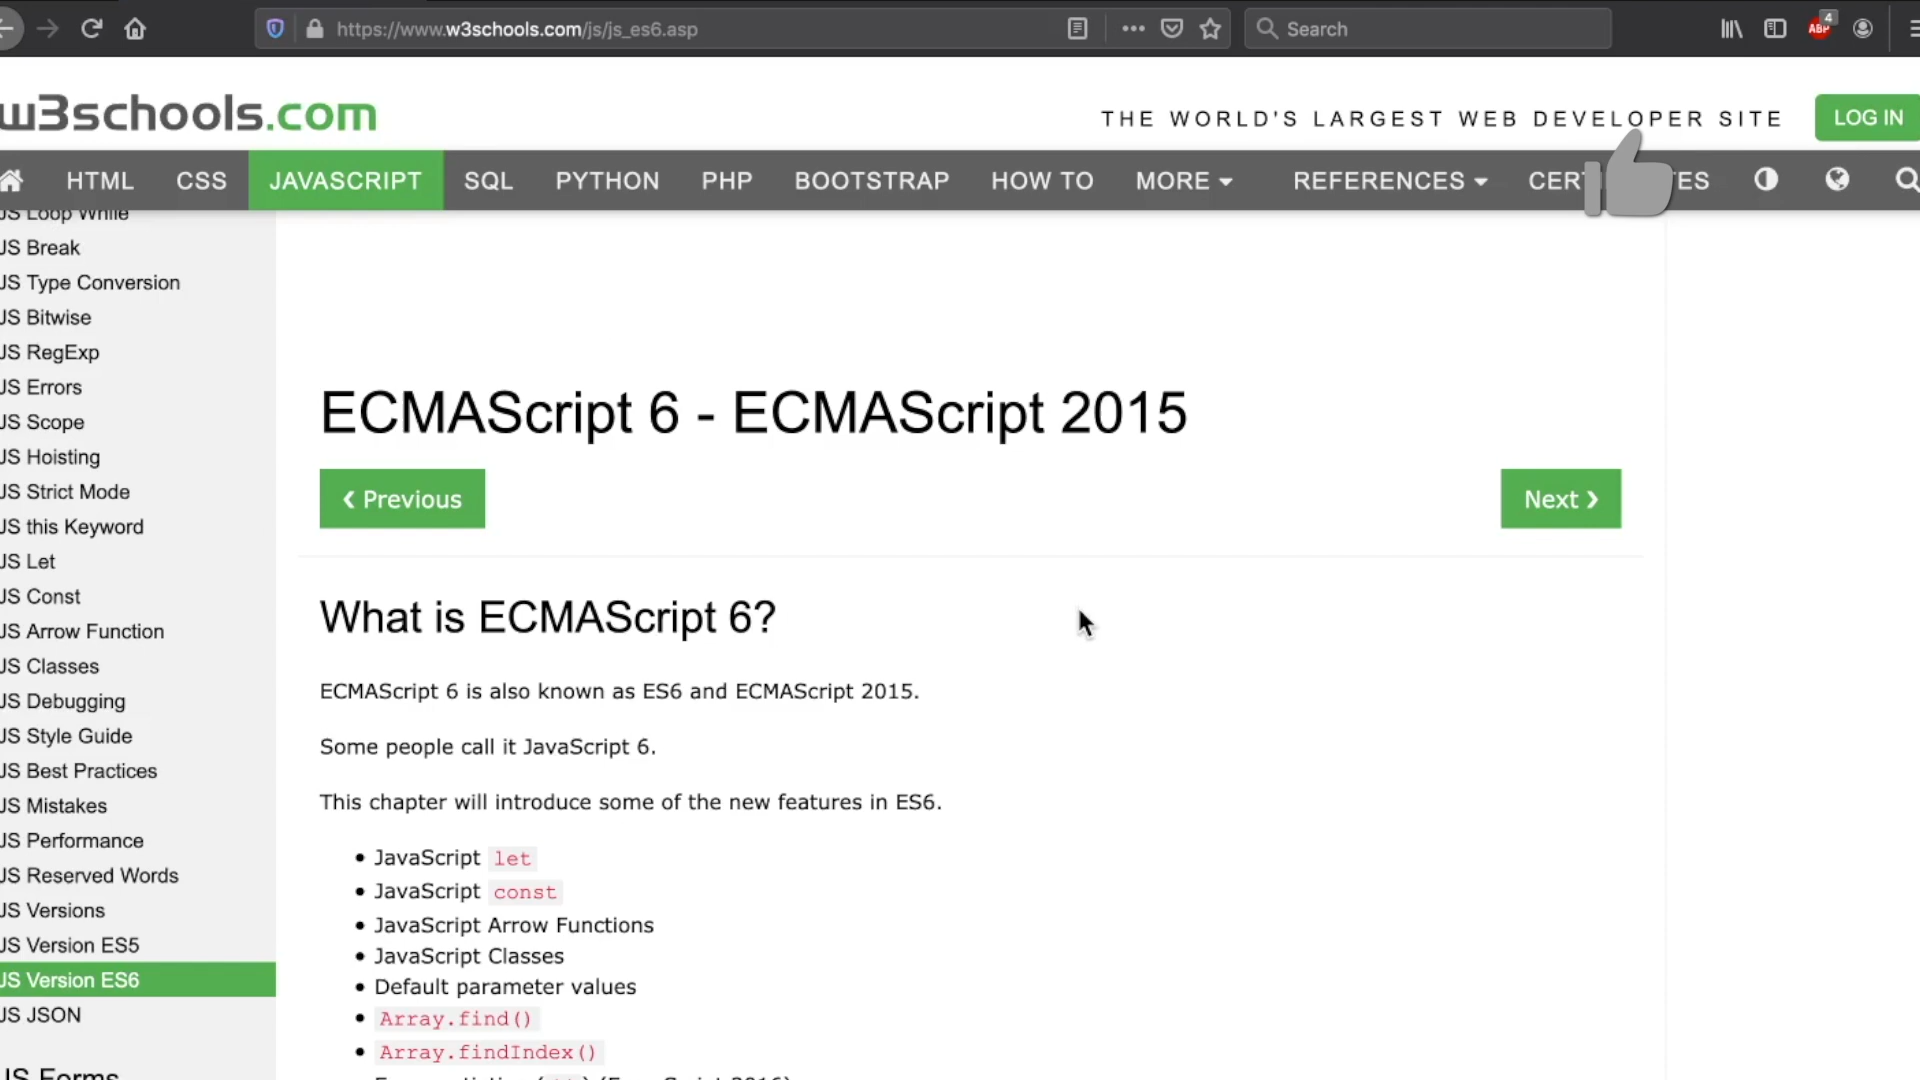 https://www.w3schools.com/js/js_es6.asp
Search
4
ABP
w3schools.com
THE WORLD'S LARGEST WEB DEVELOPER SITE
LOG IN
HTML CSS JAVASCRIPT SQL PYTHON PHP BOOTSTRAP HOW TO MORE REFERENCES
JS Loop While
JS Break
JS Type Conversion
JS Bitwise
JS RegExp
JS Errors
JS Scope
JS Hoisting
JS Strict Mode
JS this Keyword
JS Let
JS Const
JS Arrow Function
JS Classes
JS Debugging
JS Style Guide
JS Best Practices
JS Mistakes
JS Performance
JS Reserved Words
JS Versions
JS Version ES5
JS Version ES6
JS JSON
JS Forms
ECMAScript 6 - ECMAScript 2015
❮ Previous
Next ❯
What is ECMAScript 6?
ECMAScript 6 is also known as ES6 and ECMAScript 2015.
Some people call it JavaScript 6.
This chapter will introduce some of the new features in ES6.
JavaScript let
JavaScript const
JavaScript Arrow Functions
JavaScript Classes
Default parameter values
Array.find()
Array.findIndex()